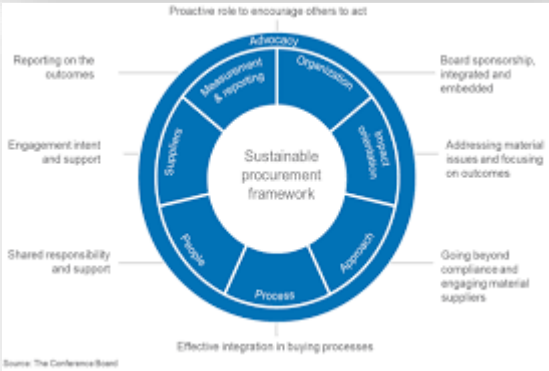 Proactive role to encourage others to act
Advocacy
Reporting on the
outcomes
Measurement
& reporting
Organization
Board sponsorship,
integrated and
embedded
Engagement intent
and support
Suppliers
Sustainable
procurement
framework
Impact
orientation
Addressing material
issues and focusing
on outcomes
Shared responsibility
and support
People
Process
Approach
Going beyond
compliance and
engaging material
suppliers
Effective integration in buying processes
Source: The Conference Board